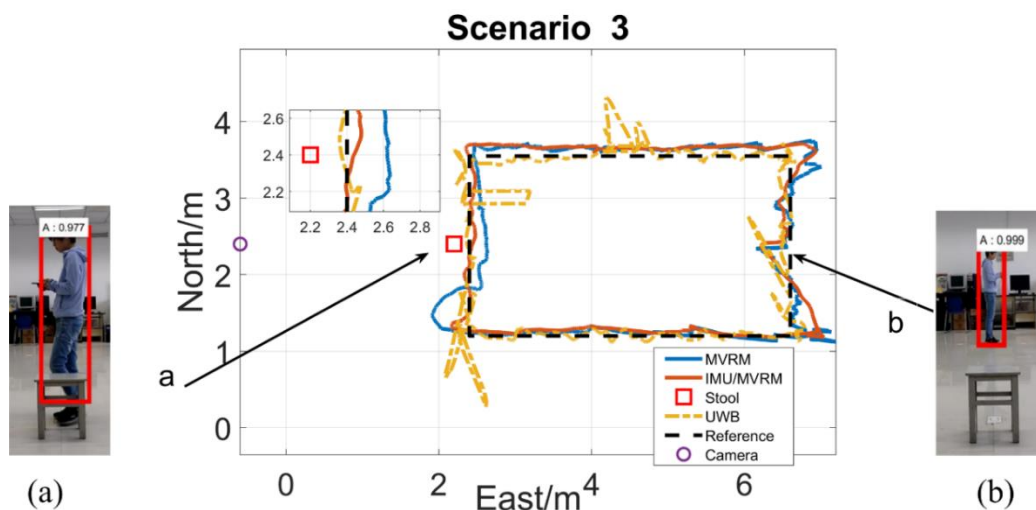 Scenario 3
4
3
2
1
0
North/m
0
2
4
6
East/m
2.6
2.4
2.2
2.2
2.4
2.6
2.8
MVRM
IMU/MVRM
Stool
UWB
Reference
Camera
a
b
A : 0.977
A : 0.999
(a)
(b)